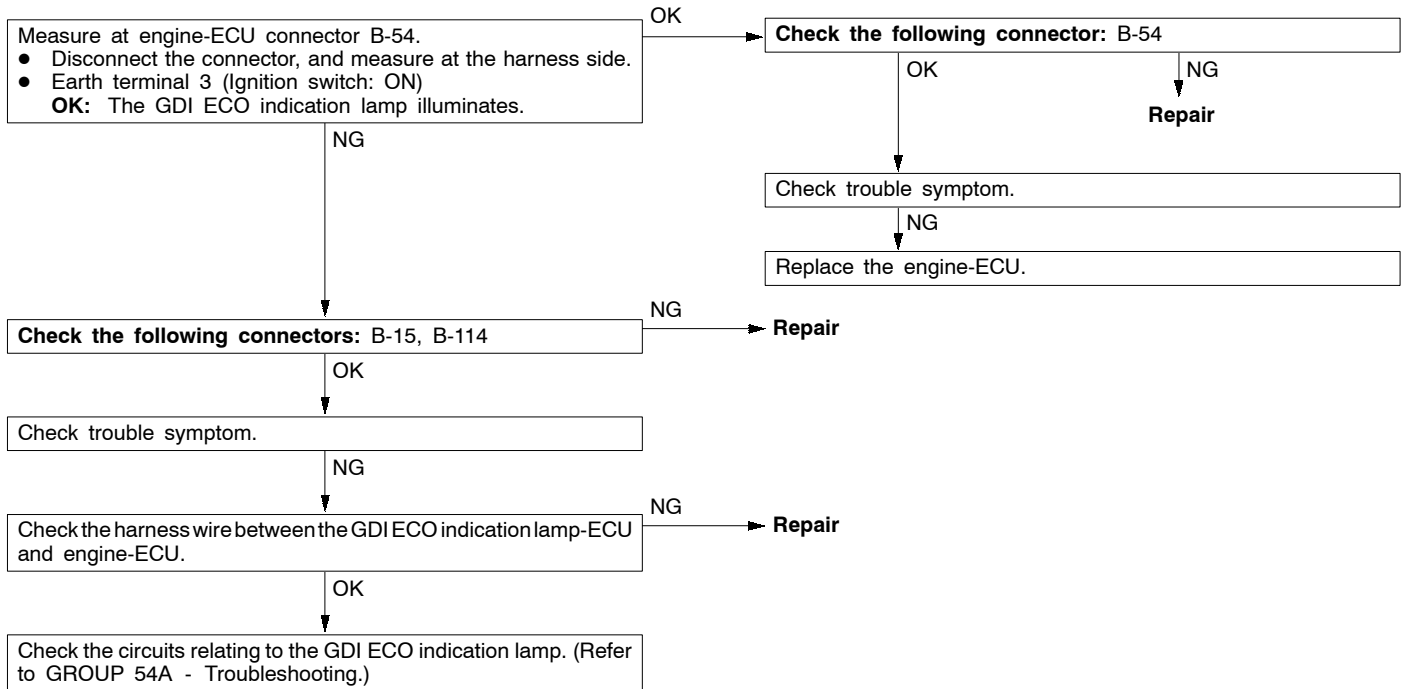 Measure at engine-ECU connector B-54.
● Disconnect the connector, and measure at the harness side.
● Earth terminal 3 (Ignition switch: ON)
OK: The GDI ECO indication lamp illuminates.
OK
Check the following connector: B-54
OK
NG
Repair
Check trouble symptom.
NG
Replace the engine-ECU.
NG
Check the following connectors: B-15, B-114
NG
Repair
OK
Check trouble symptom.
NG
Check the harness wire between the GDI ECO indication lamp-ECU
and engine-ECU.
NG
Repair
OK
Check the circuits relating to the GDI ECO indication lamp. (Refer
to GROUP 54A - Troubleshooting.)